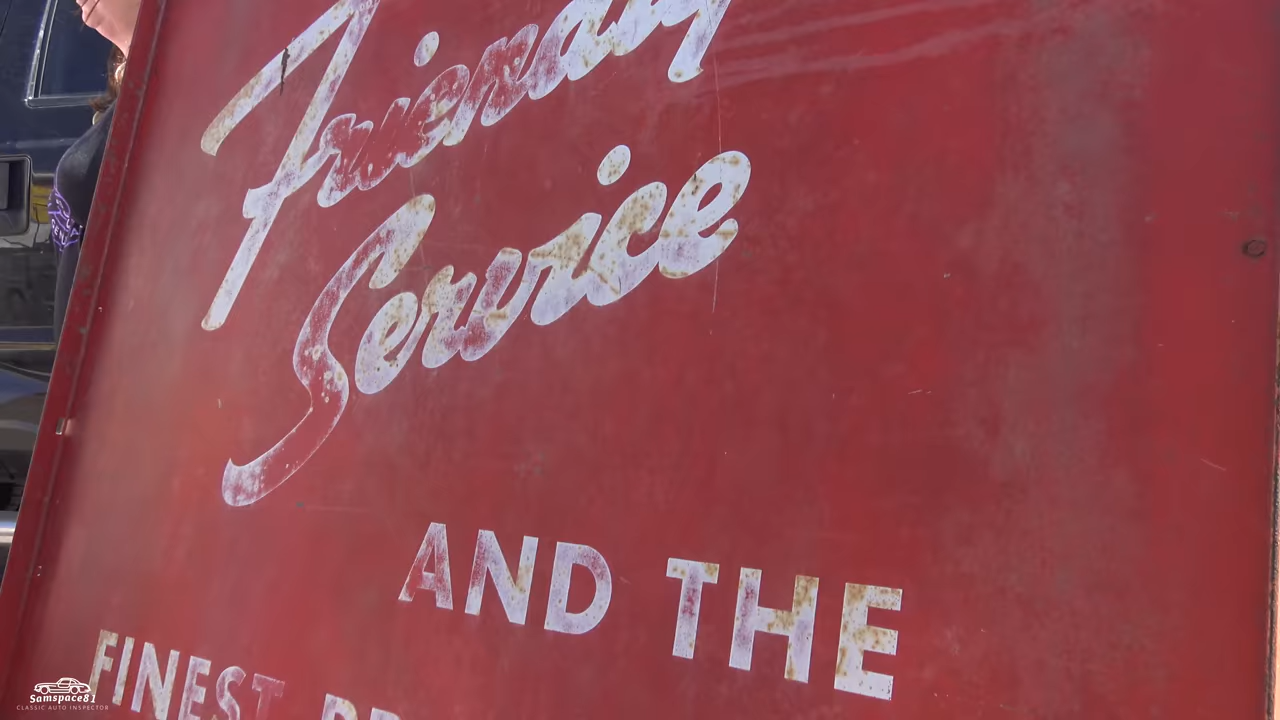 Friendly
Service
AND THE
FINEST
Samspace81
CLASSIC AUTO INSPECTOR